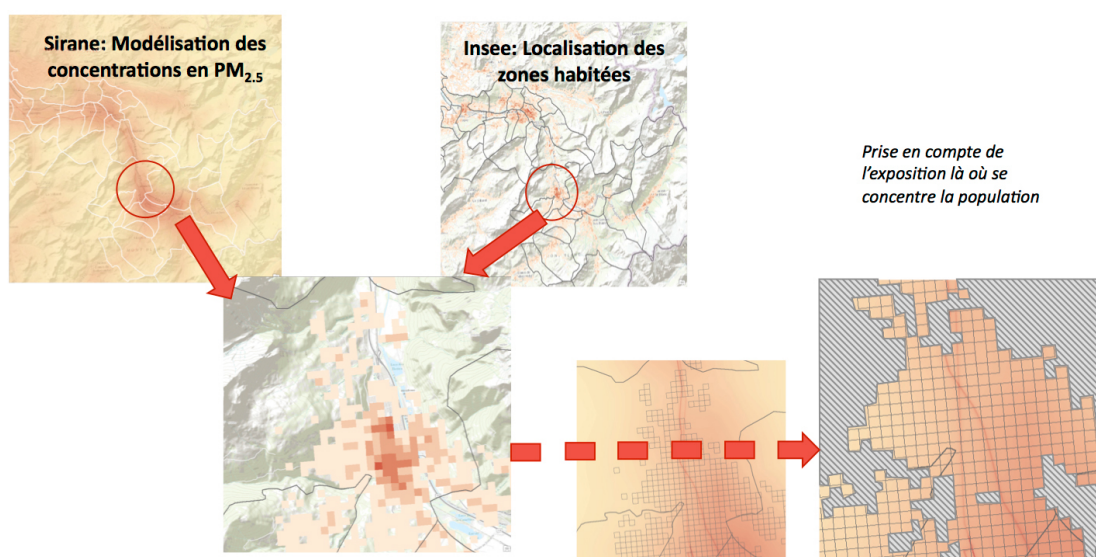 Sirane: Modélisation des
concentrations en PM2.5
Insee: Localisation des
zones habitées
Prise en compte de
l’exposition là où se
concentre la population